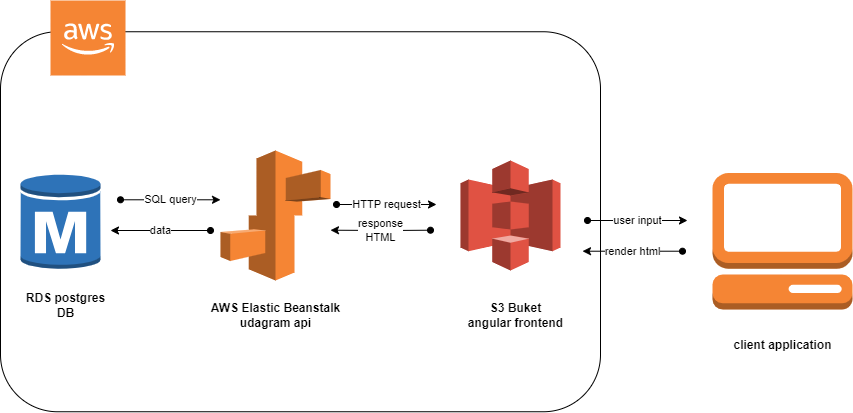 aws
M
SQL query
data
HTTP request
response
HTML
user input
render html
RDS postgres
DB
AWS Elastic Beanstalk
udagram api
S3 Buket
angular frontend
client application